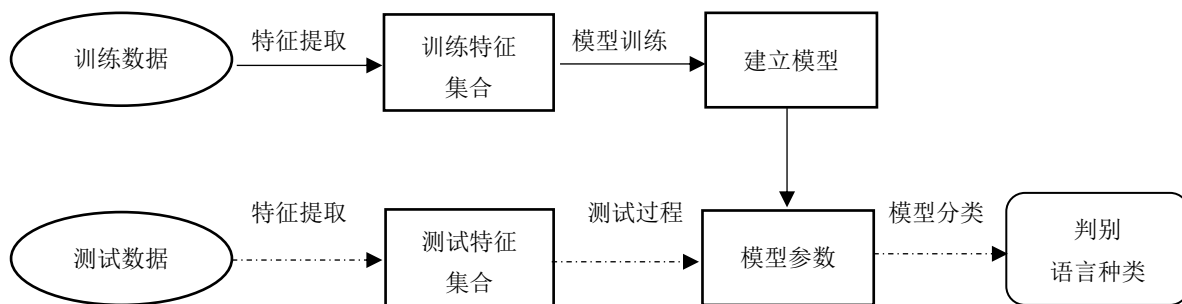 训练数据
特征提取
训练特征
集合
模型训练
建立模型
测试数据
特征提取
测试特征
集合
测试过程
模型参数
模型分类
判别
语言种类